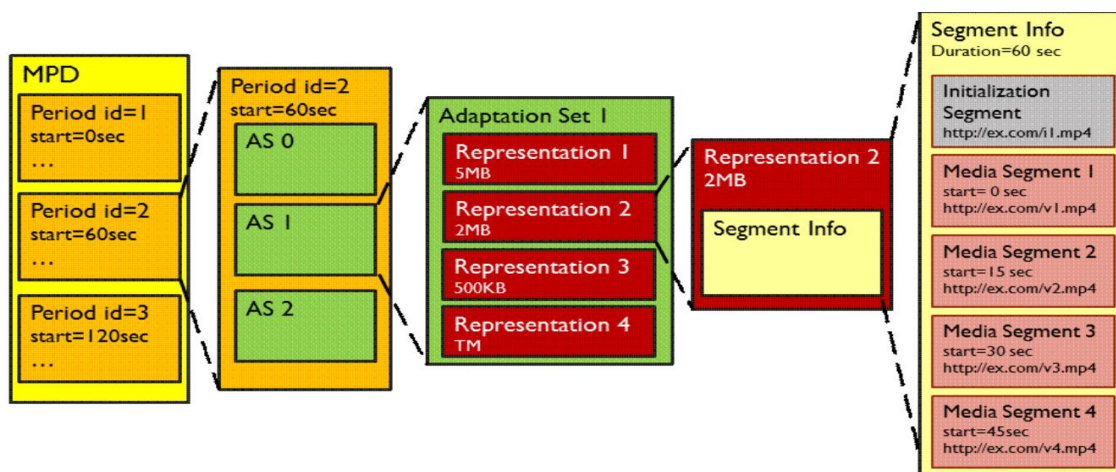 MPD
Period id=1
start=0sec
...
Period id=2
start=60sec
...
Period id=3
start=120sec
...
Period id=2
start=60sec
AS 0
AS 1
AS 2
Adaptation Set 1
Representation 1
5MB
Representation 2
2MB
Representation 3
500KB
Representation 4
TM
Representation 2
2MB
Segment Info
Segment Info
Duration=60 sec
Initialization
Segment
http://ex.com/i1.mp4
Media Segment 1
start= 0 sec
http://ex.com/v1.mp4
Media Segment 2
start=15 sec
http://ex.com/v2.mp4
Media Segment 3
start=30 sec
http://ex.com/v3.mp4
Media Segment 4
start=45sec
http://ex.com/v4.mp4